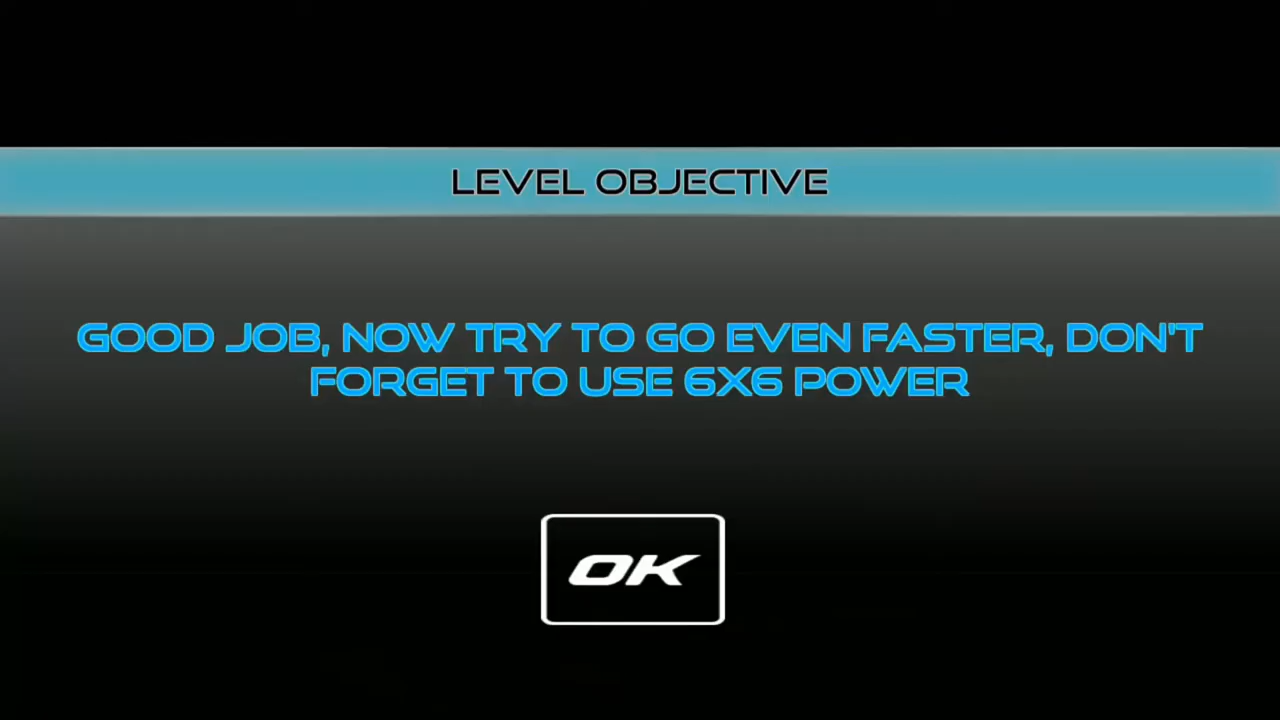 LEVEL OBJECTIVE
GOOD JOB, NOW TRY TO GO EVEN FASTER, DON'T
FORGET TO USE 6X6 POWER
OK